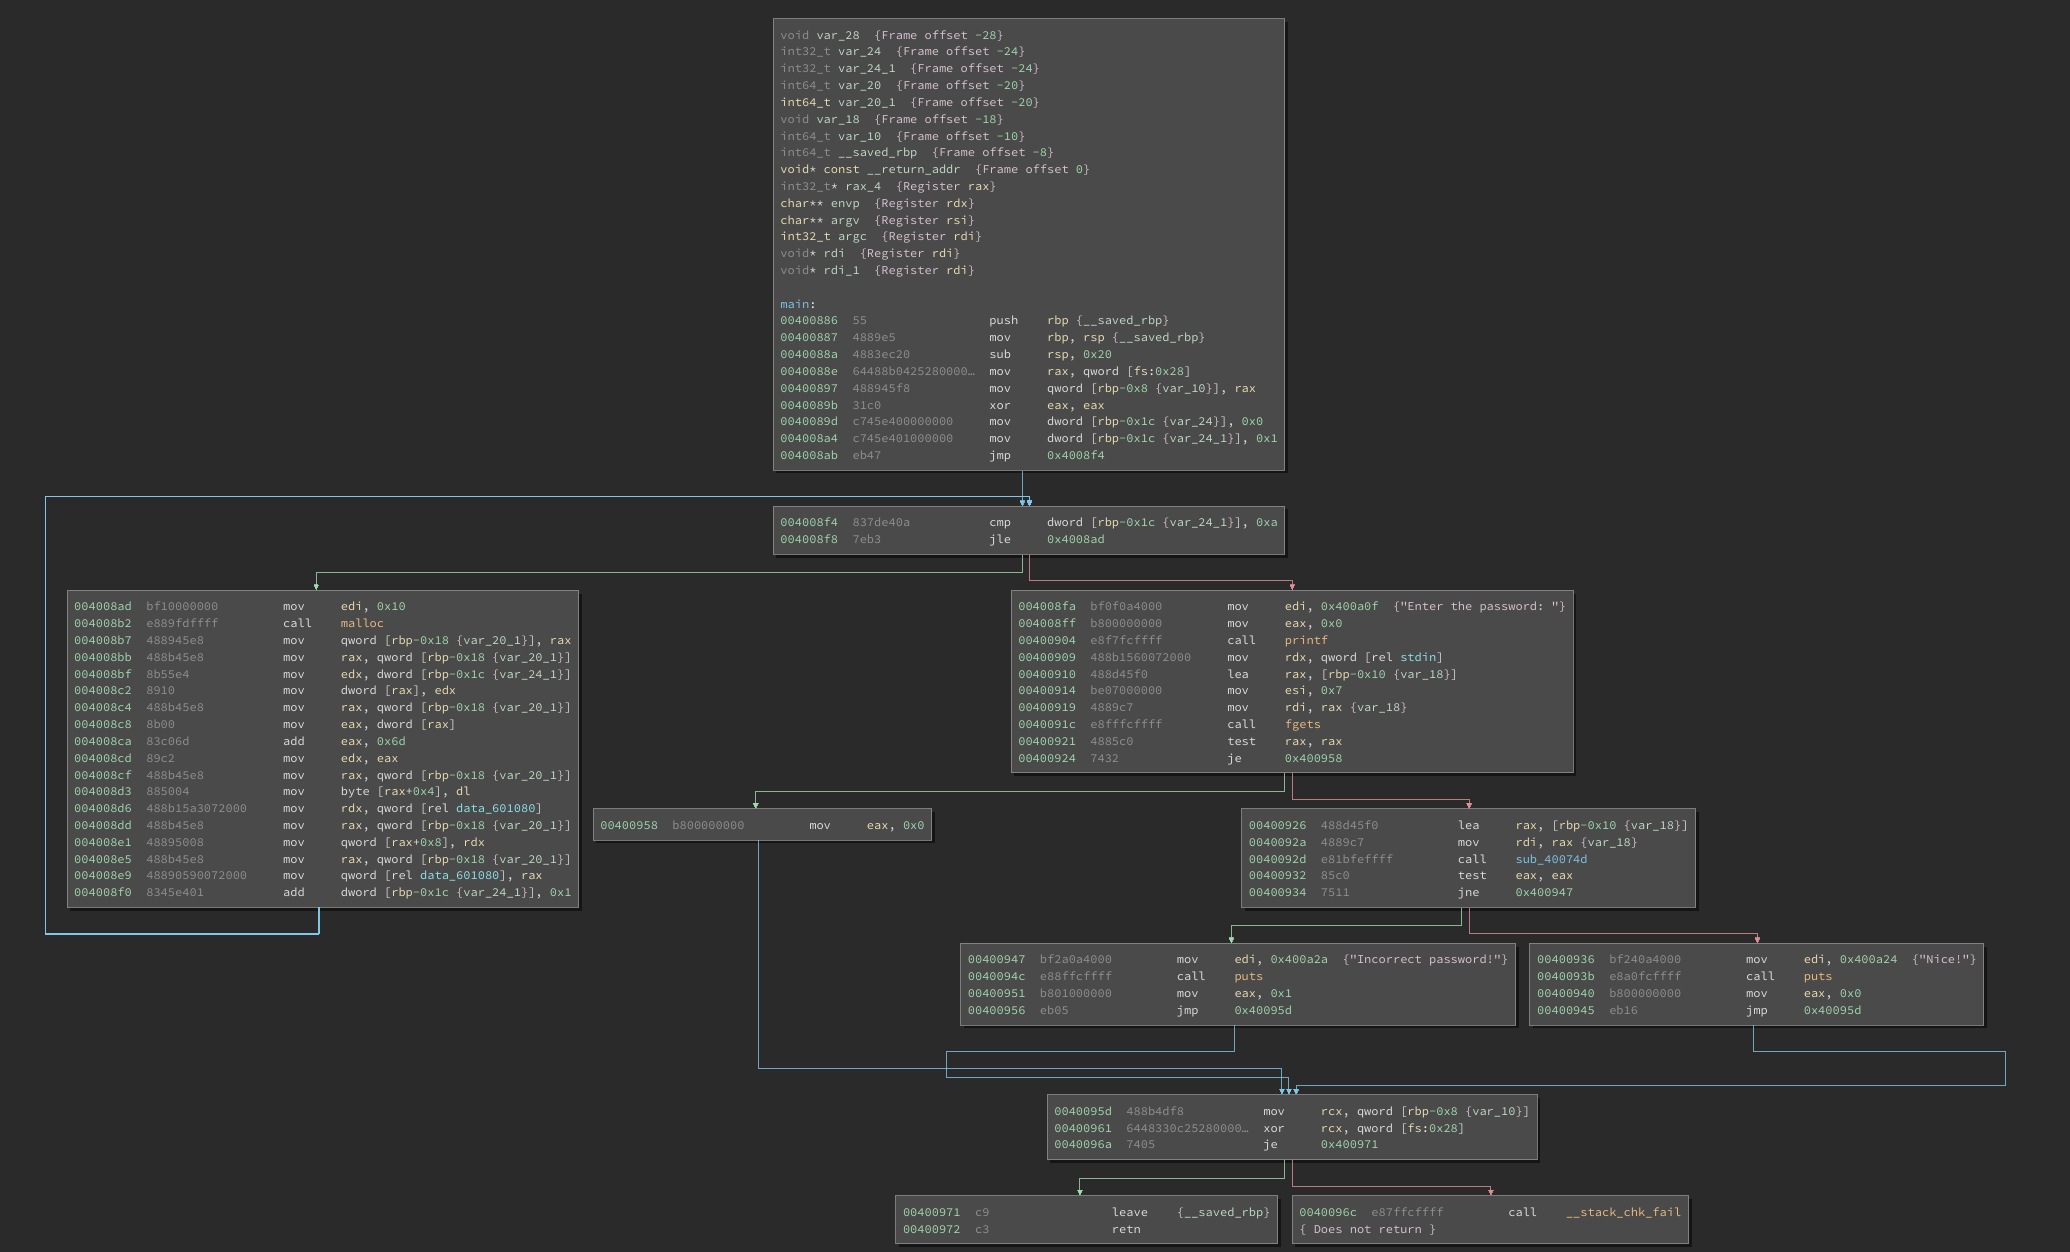 void var_28  {Frame offset -28}
int32_t var_24  {Frame offset -24}
int32_t var_24_1  {Frame offset -24}
int64_t var_20  {Frame offset -20}
int64_t var_20_1  {Frame offset -20}
void var_18  {Frame offset -18}
int64_t var_10  {Frame offset -10}
int64_t __saved_rbp  {Frame offset -8}
void* const __return_addr  {Frame offset 0}
int32_t* rax_4  {Register rax}
char** envp  {Register rdx}
char** argv  {Register rsi}
int32_t argc  {Register rdi}
void* rdi  {Register rdi}
void* rdi_1  {Register rdi}
main:
00400886  55  push  rbp {__saved_rbp}
00400887  4889e5  mov  rbp, rsp {__saved_rbp}
0040088a  4883ec20  sub  rsp, 0x20
0040088e  64488b0425280000…  mov  rax, qword [fs:0x28]
00400897  488945f8  mov  qword [rbp-0x8 {var_10}], rax
0040089b  31c0  xor  eax, eax
0040089d  c745e400000000  mov  dword [rbp-0x1c {var_24}], 0x0
004008a4  c745e401000000  mov  dword [rbp-0x1c {var_24_1}], 0x1
004008ab  eb47  jmp  0x4008f4
004008f4  837de40a  cmp  dword [rbp-0x1c {var_24_1}], 0xa
004008f8  7eb3  jle  0x4008ad
004008ad  bf10000000  mov  edi, 0x10
004008b2  e889fdffff  call  malloc
004008b7  488945e8  mov  qword [rbp-0x18 {var_20_1}], rax
004008bb  488b45e8  mov  rax, qword [rbp-0x18 {var_20_1}]
004008bf  8b55e4  mov  edx, dword [rbp-0x1c {var_24_1}]
004008c2  8910  mov  dword [rax], edx
004008c4  488b45e8  mov  rax, qword [rbp-0x18 {var_20_1}]
004008c8  8b00  mov  eax, dword [rax]
004008ca  83c06d  add  eax, 0x6d
004008cd  89c2  mov  edx, eax
004008cf  488b45e8  mov  rax, qword [rbp-0x18 {var_20_1}]
004008d3  885004  mov  byte [rax+0x4], dl
004008d6  488b15a3072000  mov  rdx, qword [rel data_601080]
004008dd  488b45e8  mov  rax, qword [rbp-0x18 {var_20_1}]
004008e1  48895008  mov  qword [rax+0x8], rdx
004008e5  488b45e8  mov  rax, qword [rbp-0x18 {var_20_1}]
004008e9  48890590072000  mov  qword [rel data_601080], rax
004008f0  8345e401  add  dword [rbp-0x1c {var_24_1}], 0x1
004008fa  bf0f0a4000  mov  edi, 0x400a0f  {"Enter the password: "}
004008ff  b800000000  mov  eax, 0x0
00400904  e8f7fcffff  call  printf
00400909  488b1560072000  mov  rdx, qword [rel stdin]
00400910  488d45f0  lea  rax, [rbp-0x10 {var_18}]
00400914  be07000000  mov  esi, 0x7
00400919  4889c7  mov  rdi, rax {var_18}
0040091c  e8fffcffff  call  fgets
00400921  4885c0  test  rax, rax
00400924  7432  je  0x400958
00400958  b800000000  mov  eax, 0x0
00400926  488d45f0  lea  rax, [rbp-0x10 {var_18}]
0040092a  4889c7  mov  rdi, rax {var_18}
0040092d  e81bfeffff  call  sub_40074d
00400932  85c0  test  eax, eax
00400934  7511  jne  0x400947
00400947  bf2a0a4000  mov  edi, 0x400a2a  {"Incorrect password!"}
0040094c  e88ffcffff  call  puts
00400951  b801000000  mov  eax, 0x1
00400956  eb05  jmp  0x40095d
00400936  bf240a4000  mov  edi, 0x400a24  {"Nice!"}
0040093b  e8a0fcffff  call  puts
00400940  b800000000  mov  eax, 0x0
00400945  eb16  jmp  0x40095d
0040095d  488b4df8  mov  rcx, qword [rbp-0x8 {var_10}]
00400961  6448330c25280000…  xor  rcx, qword [fs:0x28]
0040096a  7405  je  0x400971
00400971  c9  leave  {__saved_rbp}
00400972  c3  retn
0040096c  e87ffcffff  call  __stack_chk_fail
{ Does not return }